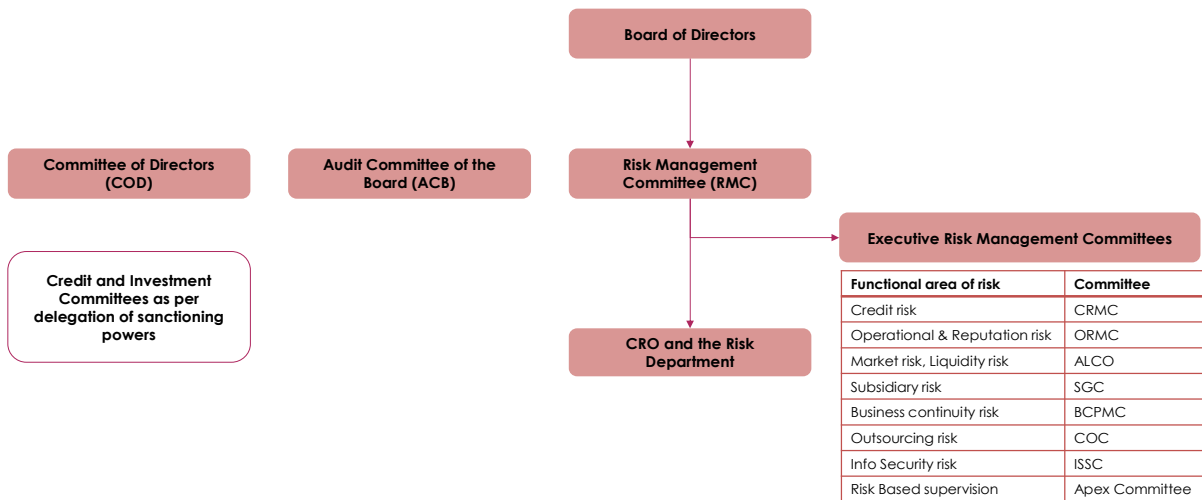 Board of Directors
Committee of Directors
(COD)
Audit Committee of the
Board (ACB)
Risk Management
Committee (RMC)
Executive Risk Management Committees
Credit and Investment
Committees as per
delegation of sanctioning
powers
CRO and the Risk
Department
Functional area of risk Committee
Credit risk CRMC
Operational & Reputation risk ORMC
Market risk, Liquidity risk ALCO
Subsidiary risk SGC
Business continuity risk BCPMC
Outsourcing risk COC
Info Security risk ISSC
Risk Based supervision Apex Committee